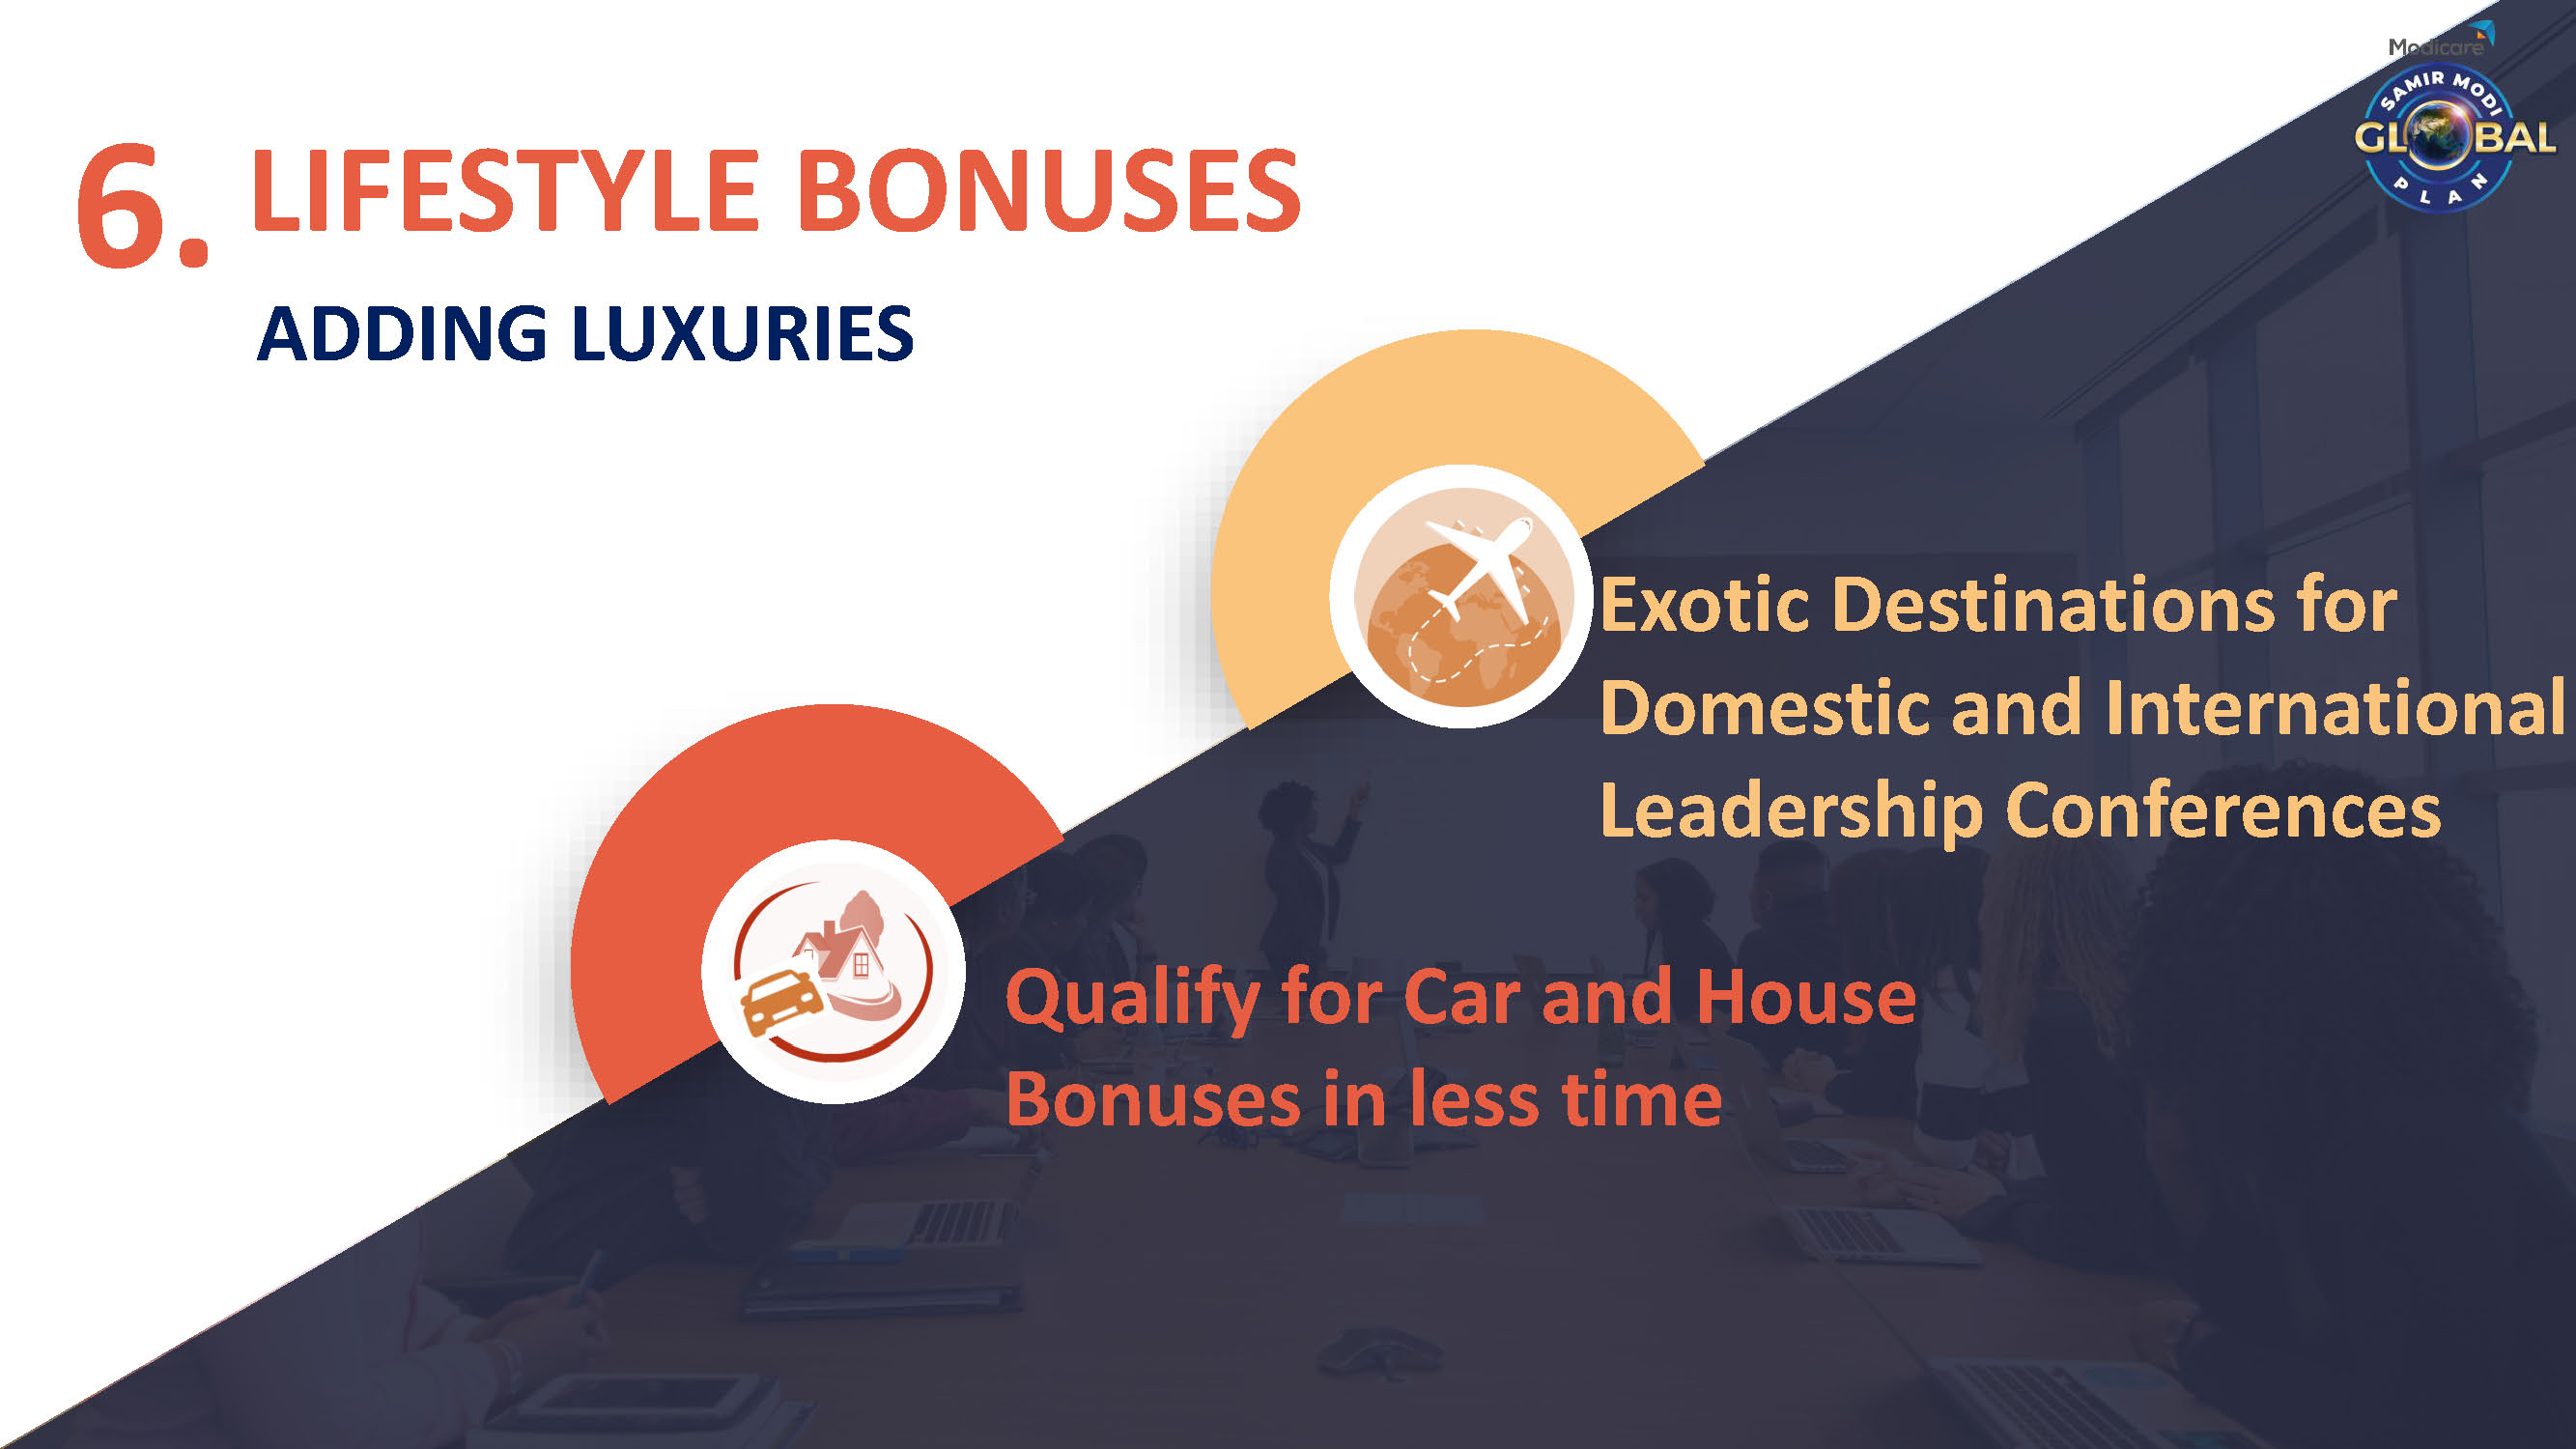 Modicare
SAMIR MODI
GLOBAL
PLAN
6. LIFESTYLE BONUSES
ADDING LUXURIES
Exotic Destinations for
Domestic and International
Leadership Conferences
Qualify for Car and House
Bonuses in less time